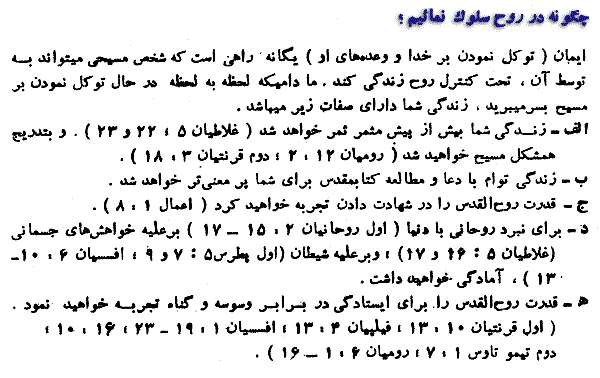 چگونه در روح سلوك نمائیم :
ایمان ( توکل نمودن بر خدا و وعده‌های او ) یگانه راهی است که شخص مسیحی میتواند بـه
توسط آن ، تحت کنترل روح زندگی کند . ما دامیکه لحظه به لحظه در حال توکل نمودن بر
مسیح بسرمیبرید ، زندگی شما دارای صفات زیر میباشد .
الف - زندگی شما بیش از پیش مثمر ثمر خواهد شد ( غلاطیان ۵ : ۲۲ و ۲۳ ) . و بتدریج
همشکل مسیح خواهید شد ( رومیان ۱۲ : ۲ ؛ دوم قرنتیان ۳ : ۱۸ ) .
ب - زندگی توام با دعا و مطالعه کتابمقدس برای شما پر معنی‌تر خواهد شد .
ج - قدرت روح‌القدس را در شهادت دادن تجربه خواهید کرد ( اعمال ۱ : ۸ ) .
د - برای نبرد روحانی با دنیا ( اول روحانیان ۲ : ۱۵ - ۱۷ ) برعلیه خواهش‌های جسمانی
(غلاطیان ۵ : ۱۶ و ۱۷) ؛ وبرعلیه شیطان (اول پطرس ۵ : ۷ و ۹ ؛ افسسیان ۶ : ۱۰-
۱۳ ) ، آمادگی خواهید داشت .
ه - قدرت روح‌القدس را برای ایستادگی در برابر وسوسه و گناه تجربه خواهید نمود .
( اول قرنتیان ۱۰ : ۱۳ ؛ فیلیپیان ۴ : ۱۳ ؛ افسسیان ۱ : ۱۹ - ۲۳ ؛ ۱۶ : ۱۰ ؛
دوم تیمو تاوس ۱ : ۷ ؛ رومیان ۶ : ۱ - ۱۶ ) .